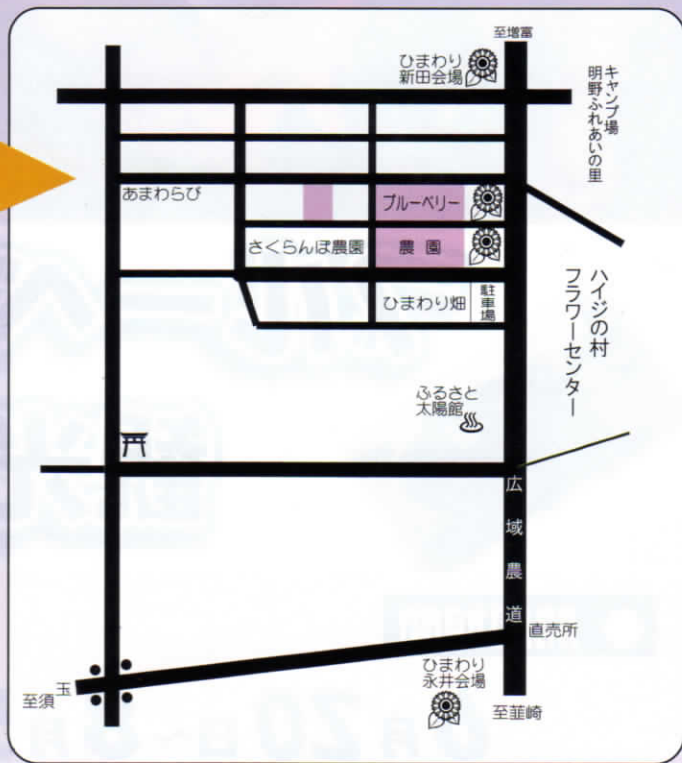 至増富
ひまわり
新田会場
キャンプ場
明野ふれあいの里
あまわらび
ブルーベリー
さくらんぼ農園
農園
ひまわり畑
駐車場
ハイジの村
フラワーセンター
ふるさと
太陽館
広域農道
直売所
至須玉
ひまわり
永井会場
至韮崎